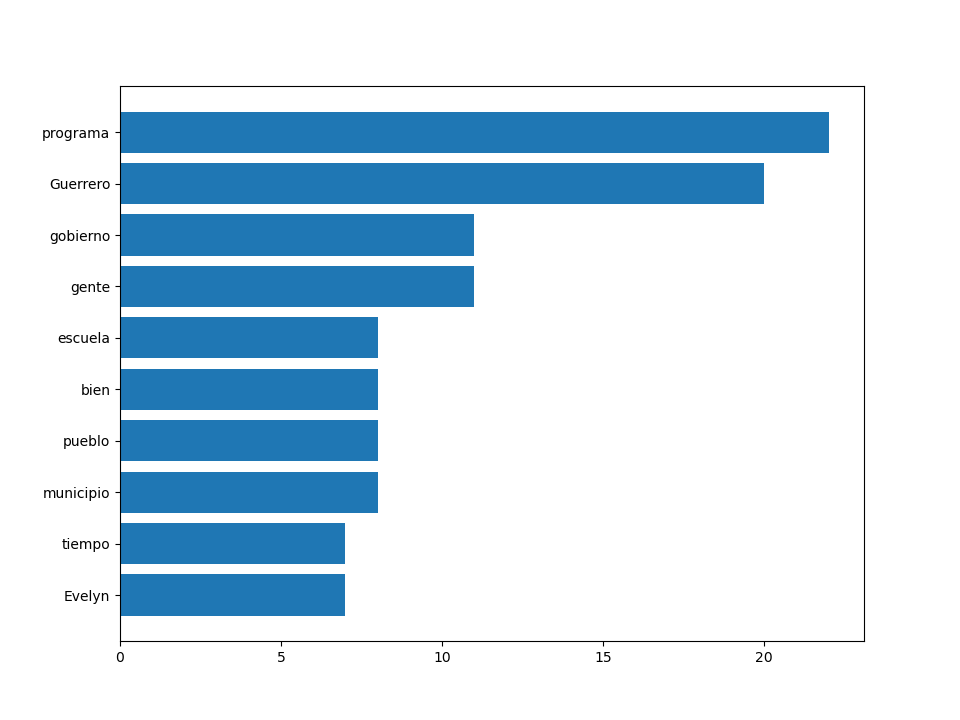 programa
Guerrero
gobierno
gente
escuela
bien
pueblo
municipio
tiempo
Evelyn
0 5 10 15 20